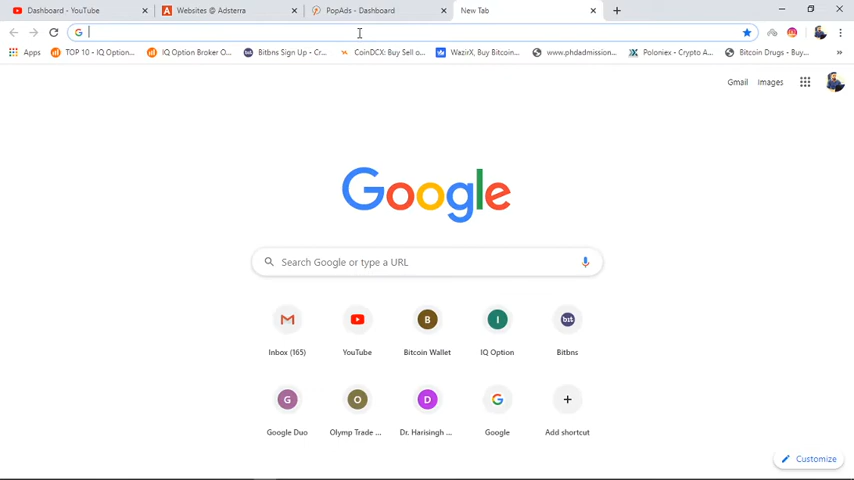 Dashboard - YouTube
Websites @ Adsterra
PopAds - Dashboard
New Tab
Apps
TOP 10 - IQ Option...
IQ Option Broker O...
Bitbns Sign Up - Cr...
CoinDCX: Buy Sell o...
WazirX, Buy Bitcoin...
www.phdadmission...
Poloniex - Crypto A...
Bitcoin Drugs - Buy...
Gmail
Images
Google
Search Google or type a URL
Inbox (165)
YouTube
Bitcoin Wallet
IQ Option
Bitbns
Google Duo
Olymp Trade ...
Dr. Harisingh ...
Google
Add shortcut
Customize